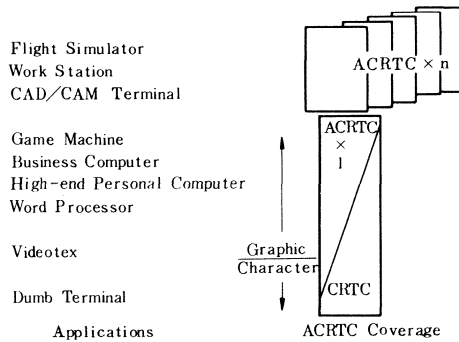 Flight Simulator
Work Station
CAD/CAM Terminal
ACRTC × n
Game Machine
Business Computer
High-end Personal Computer
Word Processor
Videotex
Dumb Terminal
Applications
ACRTC
×
1
Graphic
Character
CRTC
ACRTC Coverage